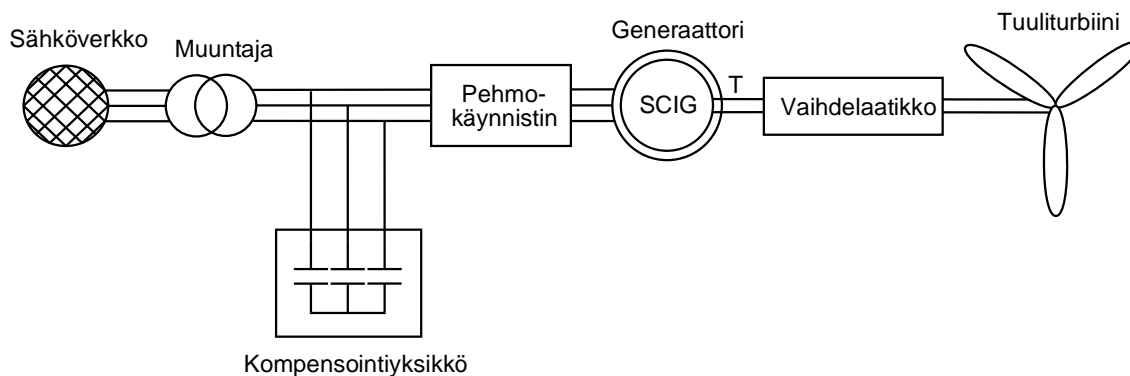 Sähköverkko
Muuntaja
Pehmo-
käynnistin
Generaattori
SCIG
T
Vaihdelaatikko
Tuuliturbiini
Kompensointiyksikkö